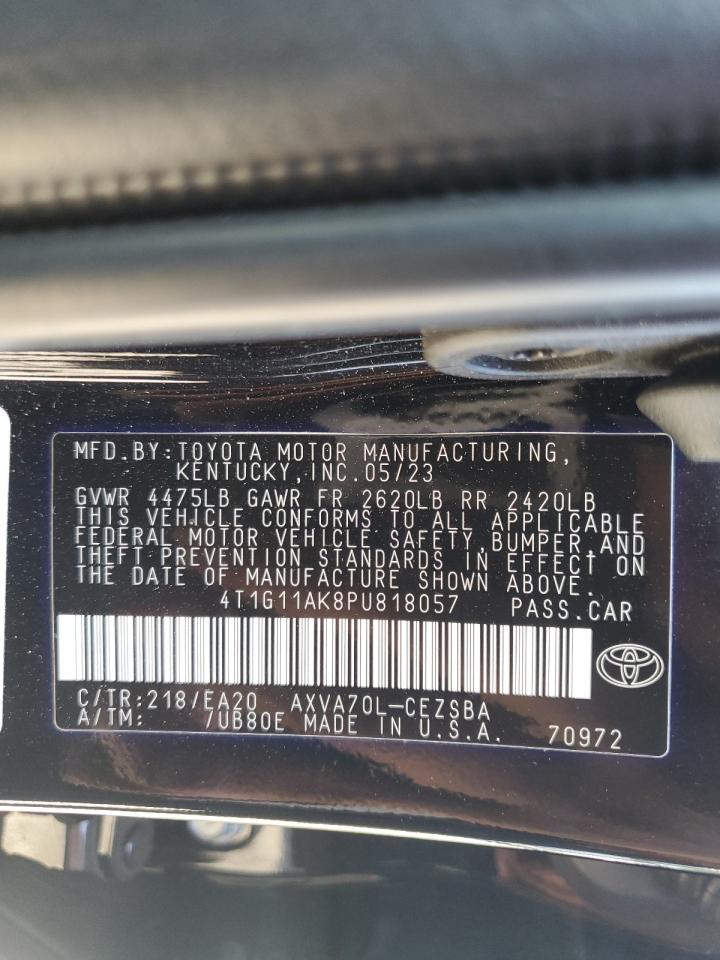 MFD.BY:TOYOTA MOTOR MANUFACTURING,
KENTUCKY,INC.05/23
GVWR 4475LB GAWR FR 2620LB RR 2420LB
THIS VEHICLE CONFORMS TO ALL APPLICABLE
FEDERAL MOTOR VEHICLE SAFETY,BUMPER,AND
THEFT PREVENTION STANDARDS IN EFFECT ON
THE DATE OF MANUFACTURE SHOWN ABOVE.
4T1G11AK8PU818057 PASS.CAR
C/TR:218/EA20 AXVA70L-CEZSBA
A/TM: /UB80E MADE IN U.S.A. 70972